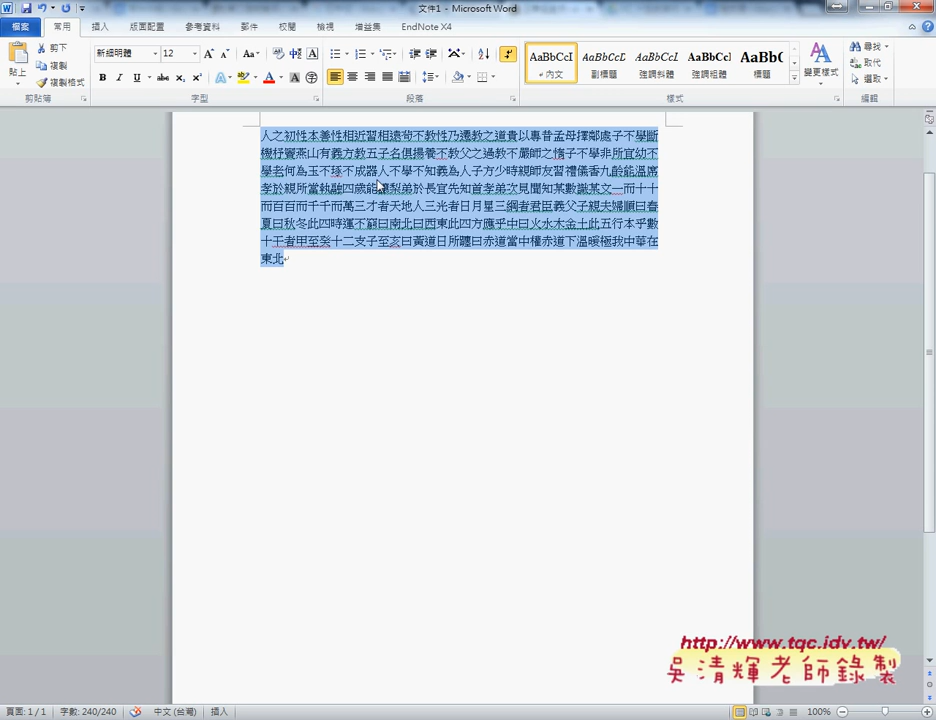 文件1 - Microsoft Word
檔案 常用 插入 版面配置 參考資料 郵件 校閱 檢視 增益集 EndNote X4
貼上 剪下 複製 複製格式
新細明體 12
AaBbCcI AaBbCcD AaBbCcI AaBbCcI AaBb(
內文 副標題 強調斜體 強調粗體 標題 變更樣式
尋找 取代 選取
剪貼簿 字型 段落 樣式 編輯
人之初性本善性相近習相遠苟不教性乃遷教之道貴以專昔孟母擇鄰處子不學斷
機杼竇燕山有義方教五子名俱揚養不教父之過教不嚴師之惰子不學非所宜幼不
學老何為玉不琢不成器人不學不知義為人子方少時親師友習禮儀香九齡能溫席
孝於親所當執融四歲能讓梨弟於長宜先知首孝弟次見聞知某數識某文一而十十
而百百而千千而萬三才者天地人三光者日月星三綱者君臣義父子親夫婦順曰春
夏曰秋冬此四時運不窮曰南北曰西東此四方應乎中曰火水木金土此五行本乎數
十干者甲至癸十二支子至亥曰黃道日所躔曰赤道當中權赤道下溫暖極我中華在
東北
http://www.tqc.idv.tw/
吳清輝老師錄製
頁面: 1/1 字數: 240/240 中文 (台灣) 插入 100%